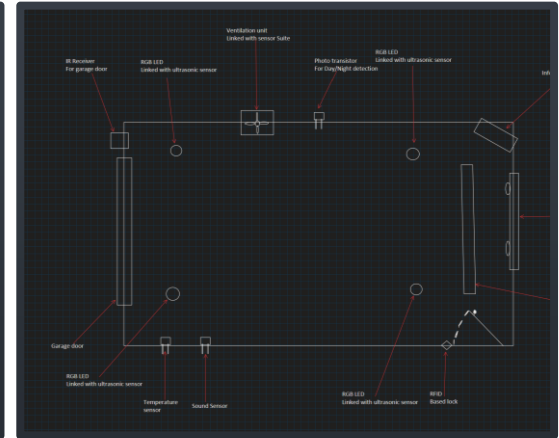 Ventilation unit
Linked with sensor Suite
IR Receiver
For garage door
RGB LED
Linked with ultrasonic sensor
Photo transistor
For Day/Night detection
RGB LED
Linked with ultrasonic sensor
Garage door
RGB LED
Linked with ultrasonic sensor
Temperature
sensor
Sound Sensor
RGB LED
Linked with ultrasonic sensor
RFID
Based lock